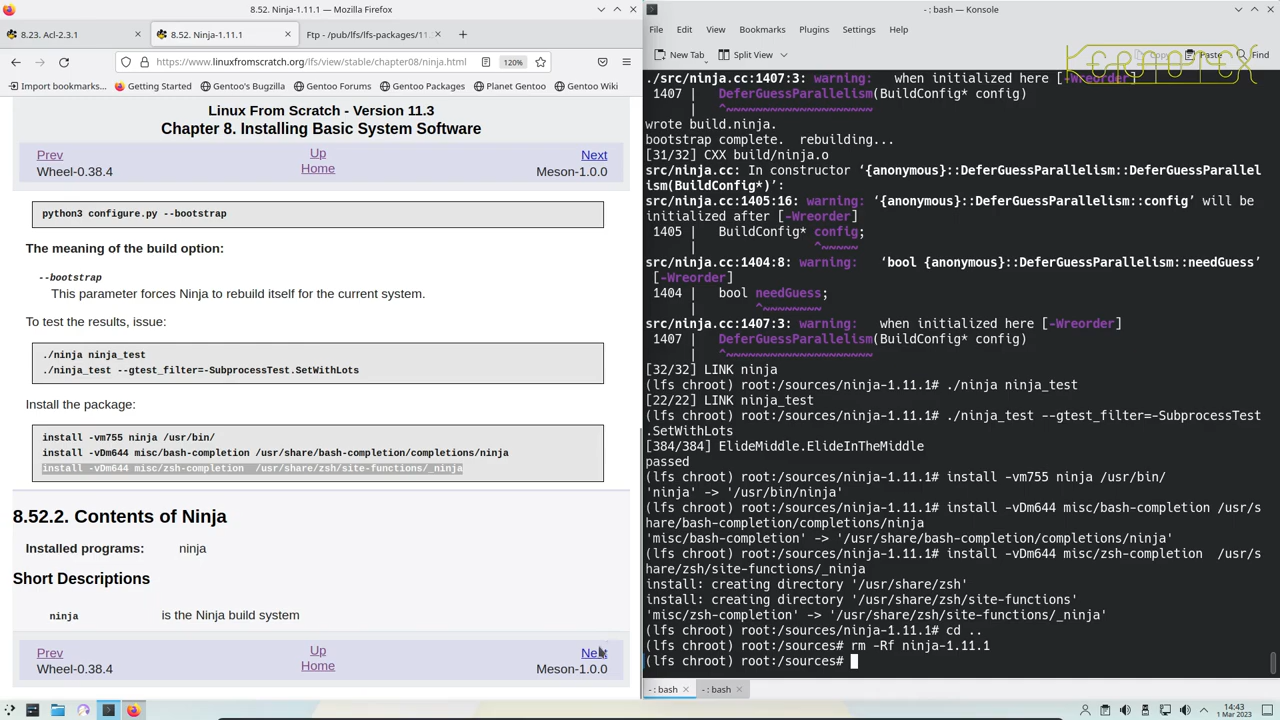 8.52. Ninja-1.11.1 — Mozilla Firefox
8.23. Acl-2.3.1
8.52. Ninja-1.11.1
Ftp - /pub/lfs/lfs-packages/11.
https://www.linuxfromscratch.org/lfs/view/stable/chapter08/ninja.h
120%
Import bookmarks...
Getting Started
Gentoo's Bugzilla
Gentoo Forums
Gentoo Packages
Planet Gentoo
Gentoo Wiki
Linux From Scratch - Version 11.3
Chapter 8. Installing Basic System Software
Prev
Up
Next
Wheel-0.38.4
Home
Meson-1.0.0
python3 configure.py --bootstrap
The meaning of the build option:
--bootstrap
This parameter forces Ninja to rebuild itself for the current system.
To test the results, issue:
./ninja ninja_test
./ninja_test --gtest_filter=-SubprocessTest.SetWithLots
Install the package:
install -vm755 ninja /usr/bin/
install -vDm644 misc/bash-completion /usr/share/bash-completion/completions/ninja
install -vDm644 misc/zsh-completion  /usr/share/zsh/site-functions/_ninja
8.52.2. Contents of Ninja
Installed programs: ninja
Short Descriptions
ninja is the Ninja build system
Prev
Up
Next
Wheel-0.38.4
Home
Meson-1.0.0
- : bash — Konsole
File Edit View Bookmarks Plugins Settings Help
New Tab
Split View
Copy
Paste
Find
KERNOTEX
./src/ninja.cc:1407:3: warning:   when initialized here [-Wreorder]
1407 |   DeferGuessParallelism(BuildConfig* config)
|   ^~~~~~~~~~~~~~~~~~~~~
wrote build.ninja.
bootstrap complete.  rebuilding...
[31/32] CXX build/ninja.o
src/ninja.cc: In constructor ‘{anonymous}::DeferGuessParallelism::DeferGuessParallel
ism(BuildConfig*)’:
src/ninja.cc:1405:16: warning: ‘{anonymous}::DeferGuessParallelism::config’ will be
initialized after [-Wreorder]
1405 |   BuildConfig* config;
|                ^~~~~~
src/ninja.cc:1404:8: warning:   ‘bool {anonymous}::DeferGuessParallelism::needGuess’
[-Wreorder]
1404 |   bool needGuess;
|        ^~~~~~~~~
src/ninja.cc:1407:3: warning:   when initialized here [-Wreorder]
1407 |   DeferGuessParallelism(BuildConfig* config)
|   ^~~~~~~~~~~~~~~~~~~~~
[32/32] LINK ninja
(lfs chroot) root:/sources/ninja-1.11.1# ./ninja ninja_test
[22/22] LINK ninja_test
(lfs chroot) root:/sources/ninja-1.11.1# ./ninja_test --gtest_filter=-SubprocessTest
.SetWithLots
[384/384] ElideMiddle.ElideInTheMiddle
passed
(lfs chroot) root:/sources/ninja-1.11.1# install -vm755 ninja /usr/bin/
'ninja' -> '/usr/bin/ninja'
(lfs chroot) root:/sources/ninja-1.11.1# install -vDm644 misc/bash-completion /usr/s
hare/bash-completion/completions/ninja
'misc/bash-completion' -> '/usr/share/bash-completion/completions/ninja'
(lfs chroot) root:/sources/ninja-1.11.1# install -vDm644 misc/zsh-completion  /usr/s
hare/zsh/site-functions/_ninja
install: creating directory '/usr/share/zsh'
install: creating directory '/usr/share/zsh/site-functions'
'misc/zsh-completion' -> '/usr/share/zsh/site-functions/_ninja'
(lfs chroot) root:/sources/ninja-1.11.1# cd ..
(lfs chroot) root:/sources# rm -Rf ninja-1.11.1
(lfs chroot) root:/sources#
- : bash
- : bash
14:43
1 Mar 2023